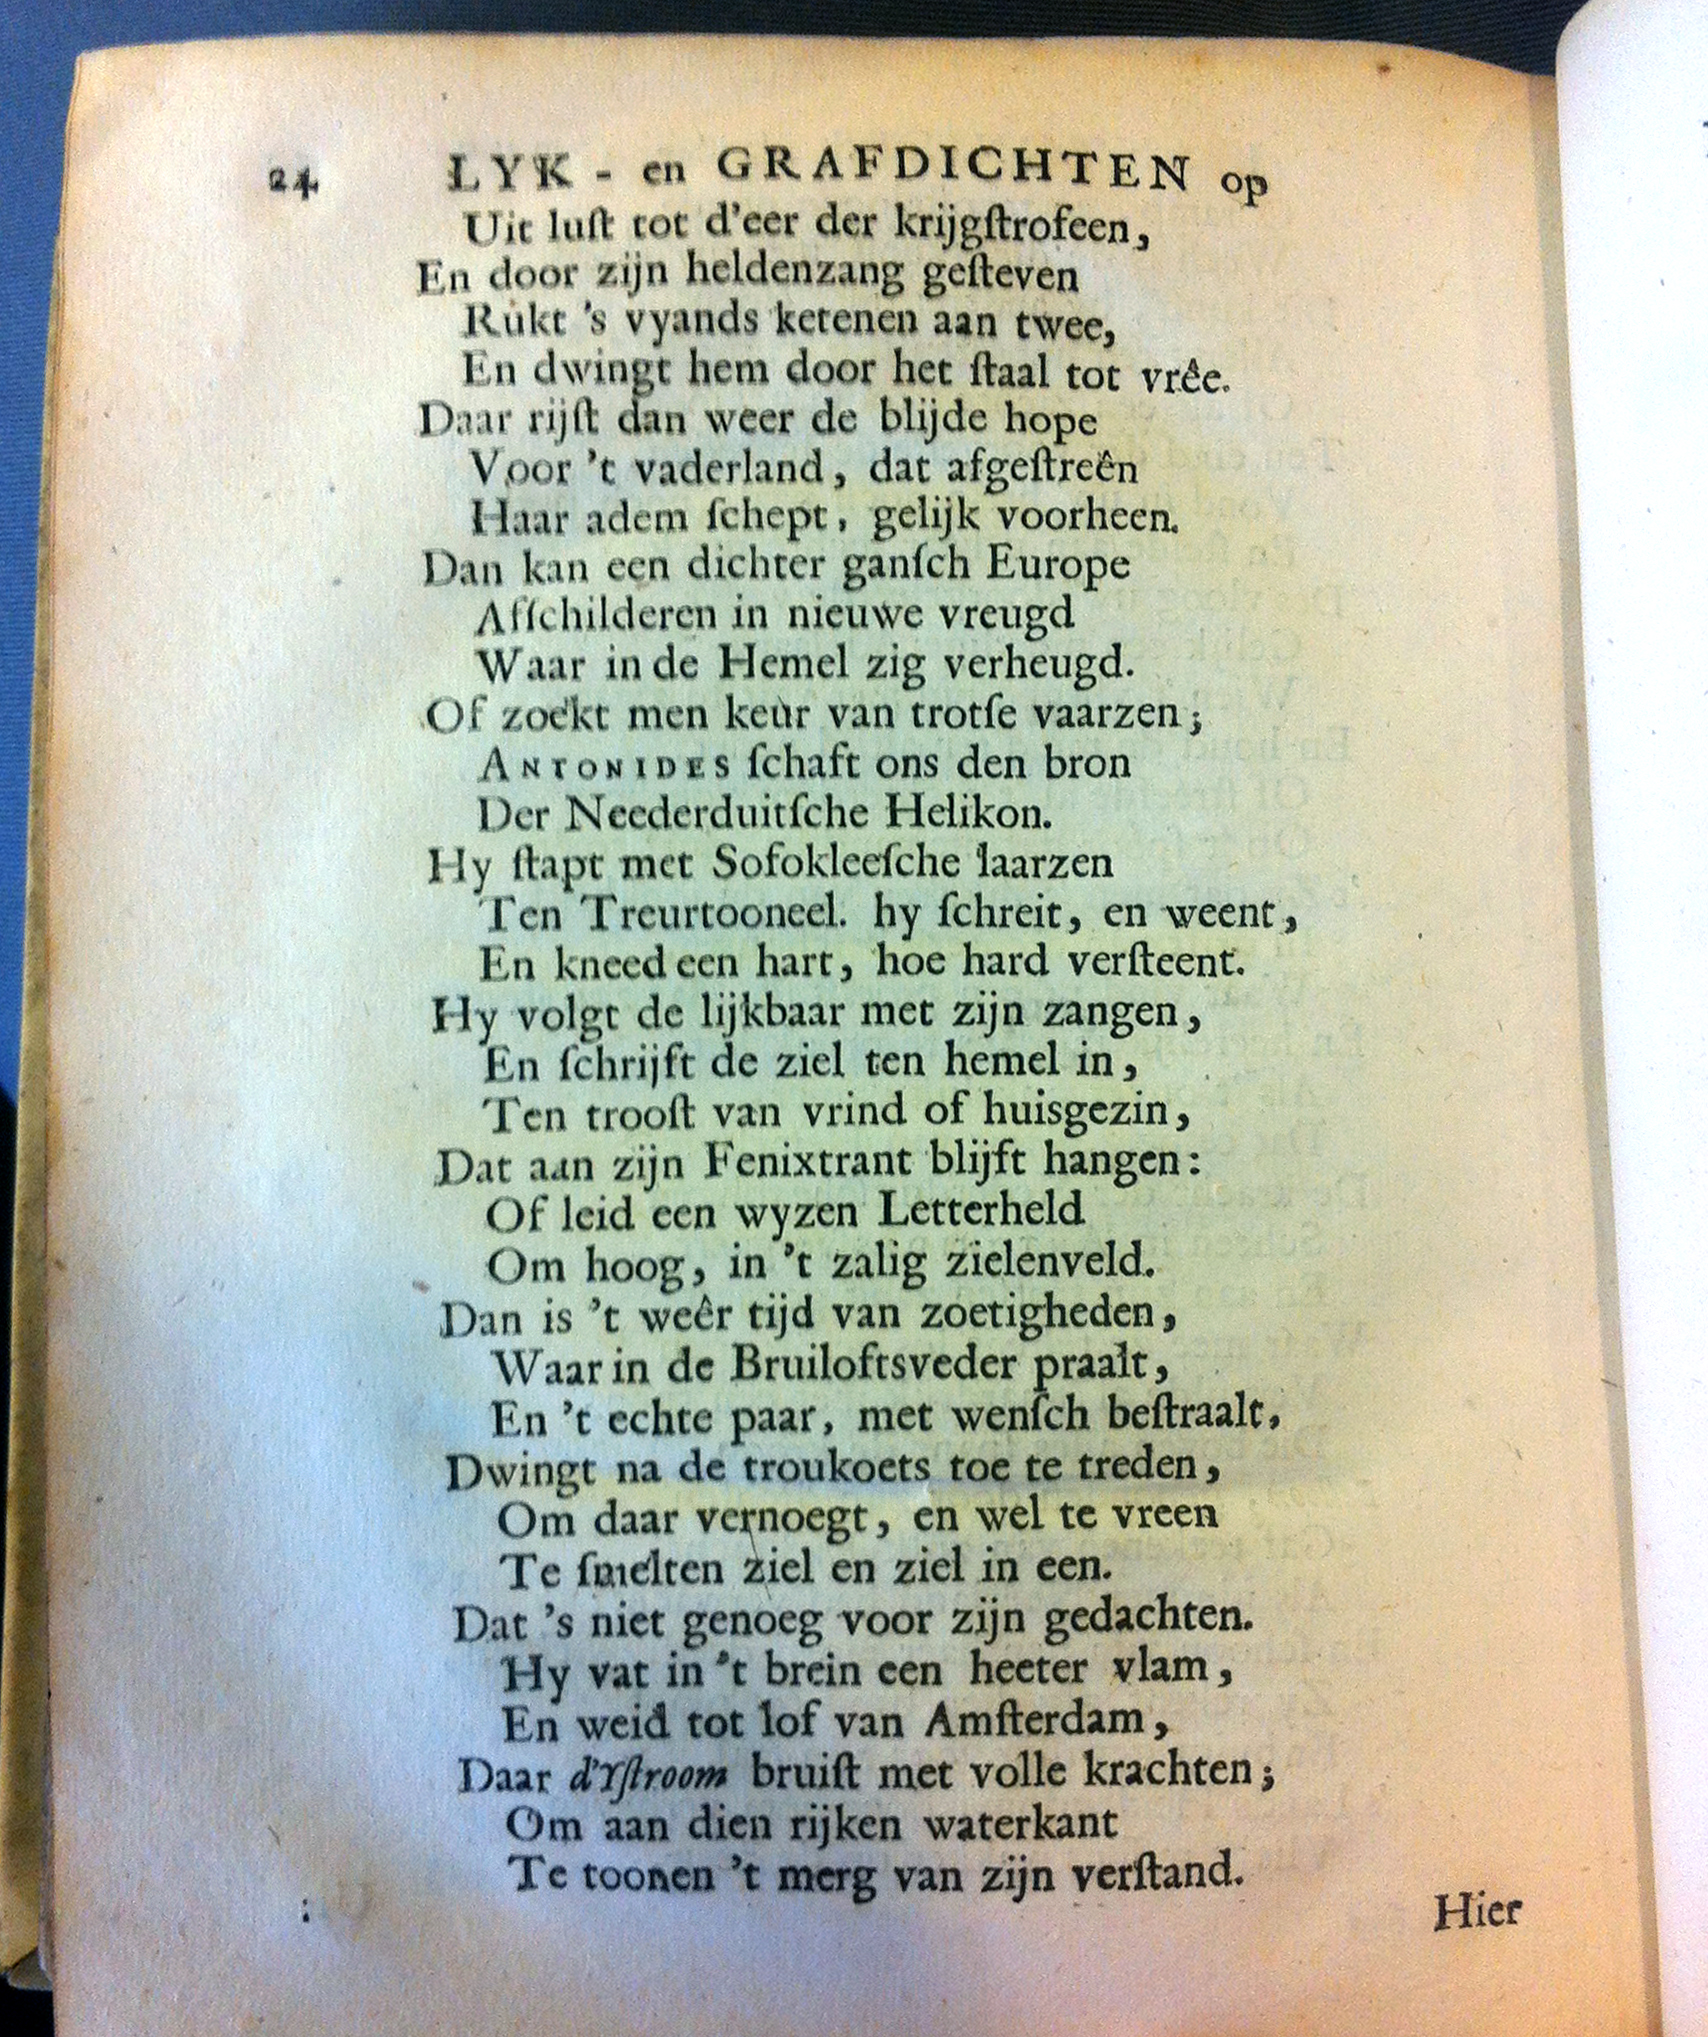 24 LYK - en GRAFDICHTEN op
Uit luſt tot d'eer der krijgſtrofeen,
En door zijn heldenzang geſteven
Rukt 's vyands ketenen aan twee,
En dwingt hem door het ſtaal tot vrêe.
Daar rijſt dan weer de blijde hope
Voor 't vaderland, dat afgeſtreên
Haar adem ſchept, gelijk voorheen.
Dan kan een dichter ganſch Europe
Afſchilderen in nieuwe vreugd
Waar in de Hemel zig verheugd.
Of zoekt men keur van trotſe vaarzen;
ANTONIDES ſchaft ons den bron
Der Neederduitſche Helikon.
Hy ſtapt met Sofokleeſche laarzen
Ten Treurtooneel. hy ſchreit, en weent,
En kneed een hart, hoe hard verſteent.
Hy volgt de lijkbaar met zijn zangen,
En ſchrijft de ziel ten hemel in,
Ten trooſt van vrind of huisgezin,
Dat aan zijn Fenixtrant blijft hangen:
Of leid een wyzen Letterheld
Om hoog, in 't zalig zielenveld.
Dan is 't weêr tijd van zoetigheden,
Waar in de Bruiloftsveder praalt,
En 't echte paar, met wenſch beſtraalt,
Dwingt na de troukoets toe te treden,
Om daar vernoegt, en wel te vreen
Te ſmelten ziel en ziel in een.
Dat 's niet genoeg voor zijn gedachten.
Hy vat in 't brein een heeter vlam,
En weid tot lof van Amſterdam,
Daar d'Yſtroom bruiſt met volle krachten;
Om aan dien rijken waterkant
Te toonen 't merg van zijn verſtand.
Hier